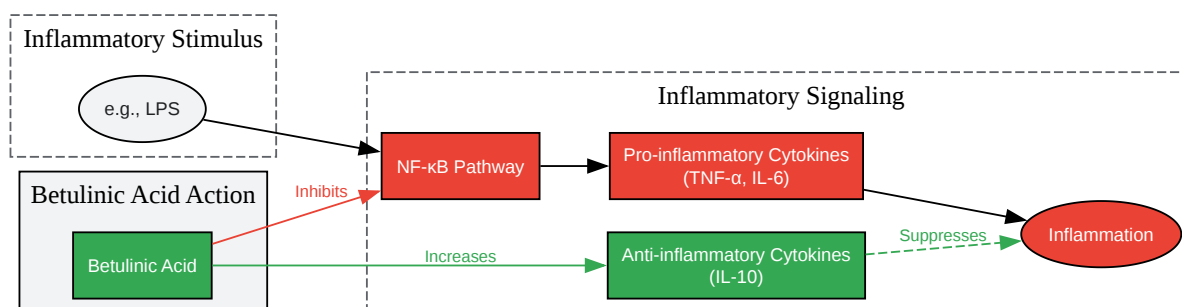 Inflammatory Stimulus
e.g., LPS
Inflammatory Signaling
NF-κB Pathway
Pro-inflammatory Cytokines
(TNF-α, IL-6)
Betulinic Acid Action
Inhibits
Betulinic Acid
Increases
Anti-inflammatory Cytokines
(IL-10)
Suppresses
Inflammation